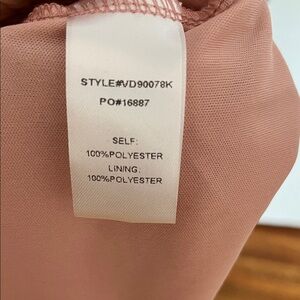 STYLE#VD90078K
PO#16887
SELF:
100%POLYESTER
LINING:
100%POLYESTER